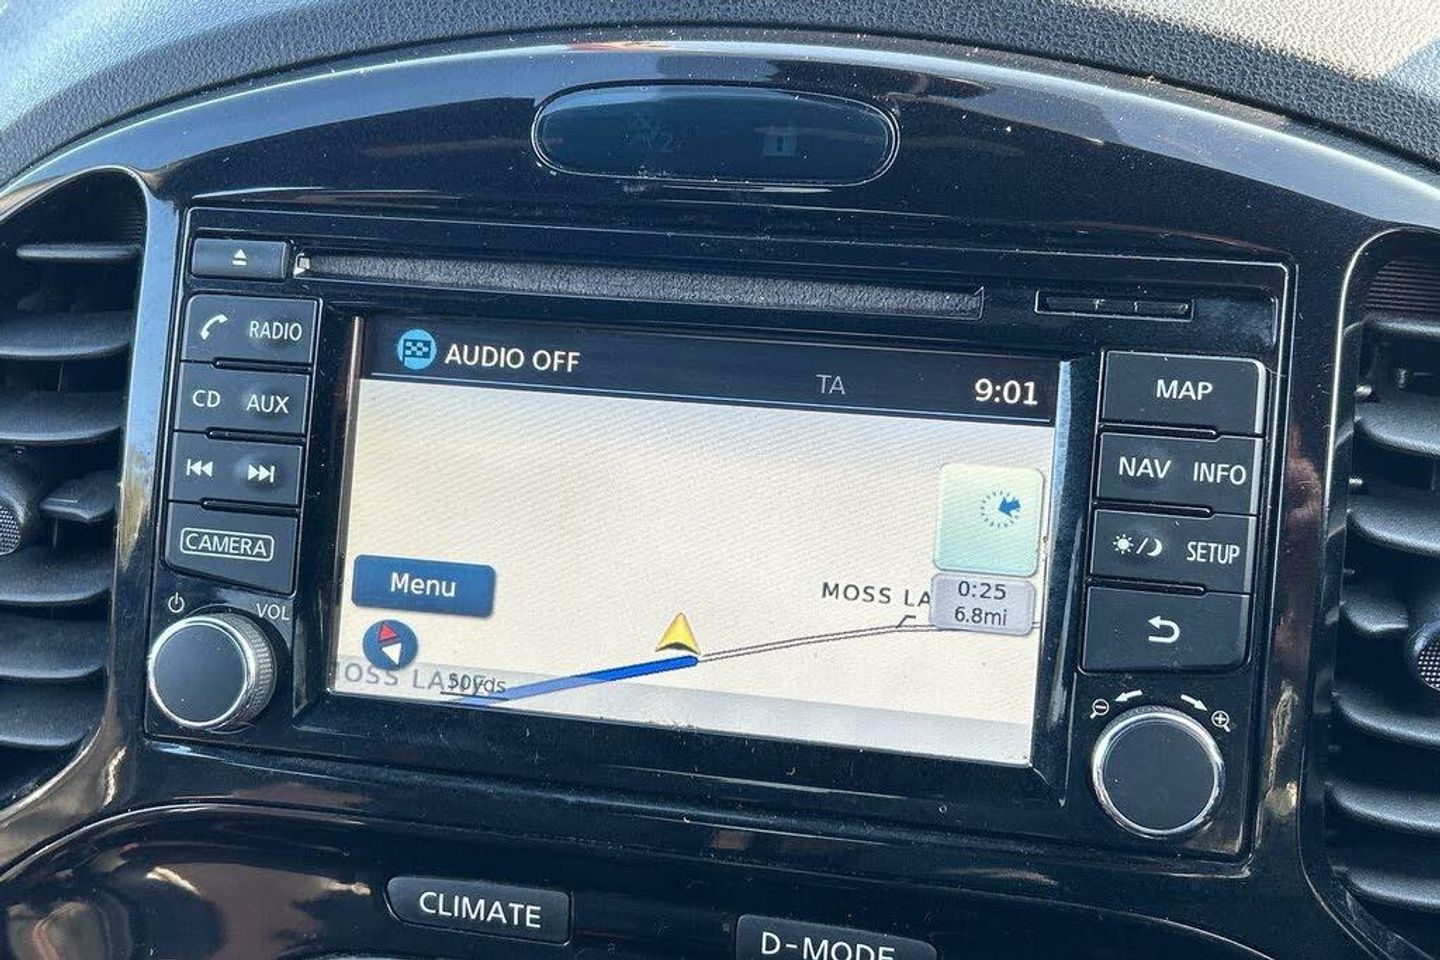 RADIO
CD AUX
CAMERA
VOL
AUDIO OFF
TA
9:01
Menu
MOSS LA
0:25
6.8mi
50yds
MAP
NAV INFO
SETUP
CLIMATE
D-MODE